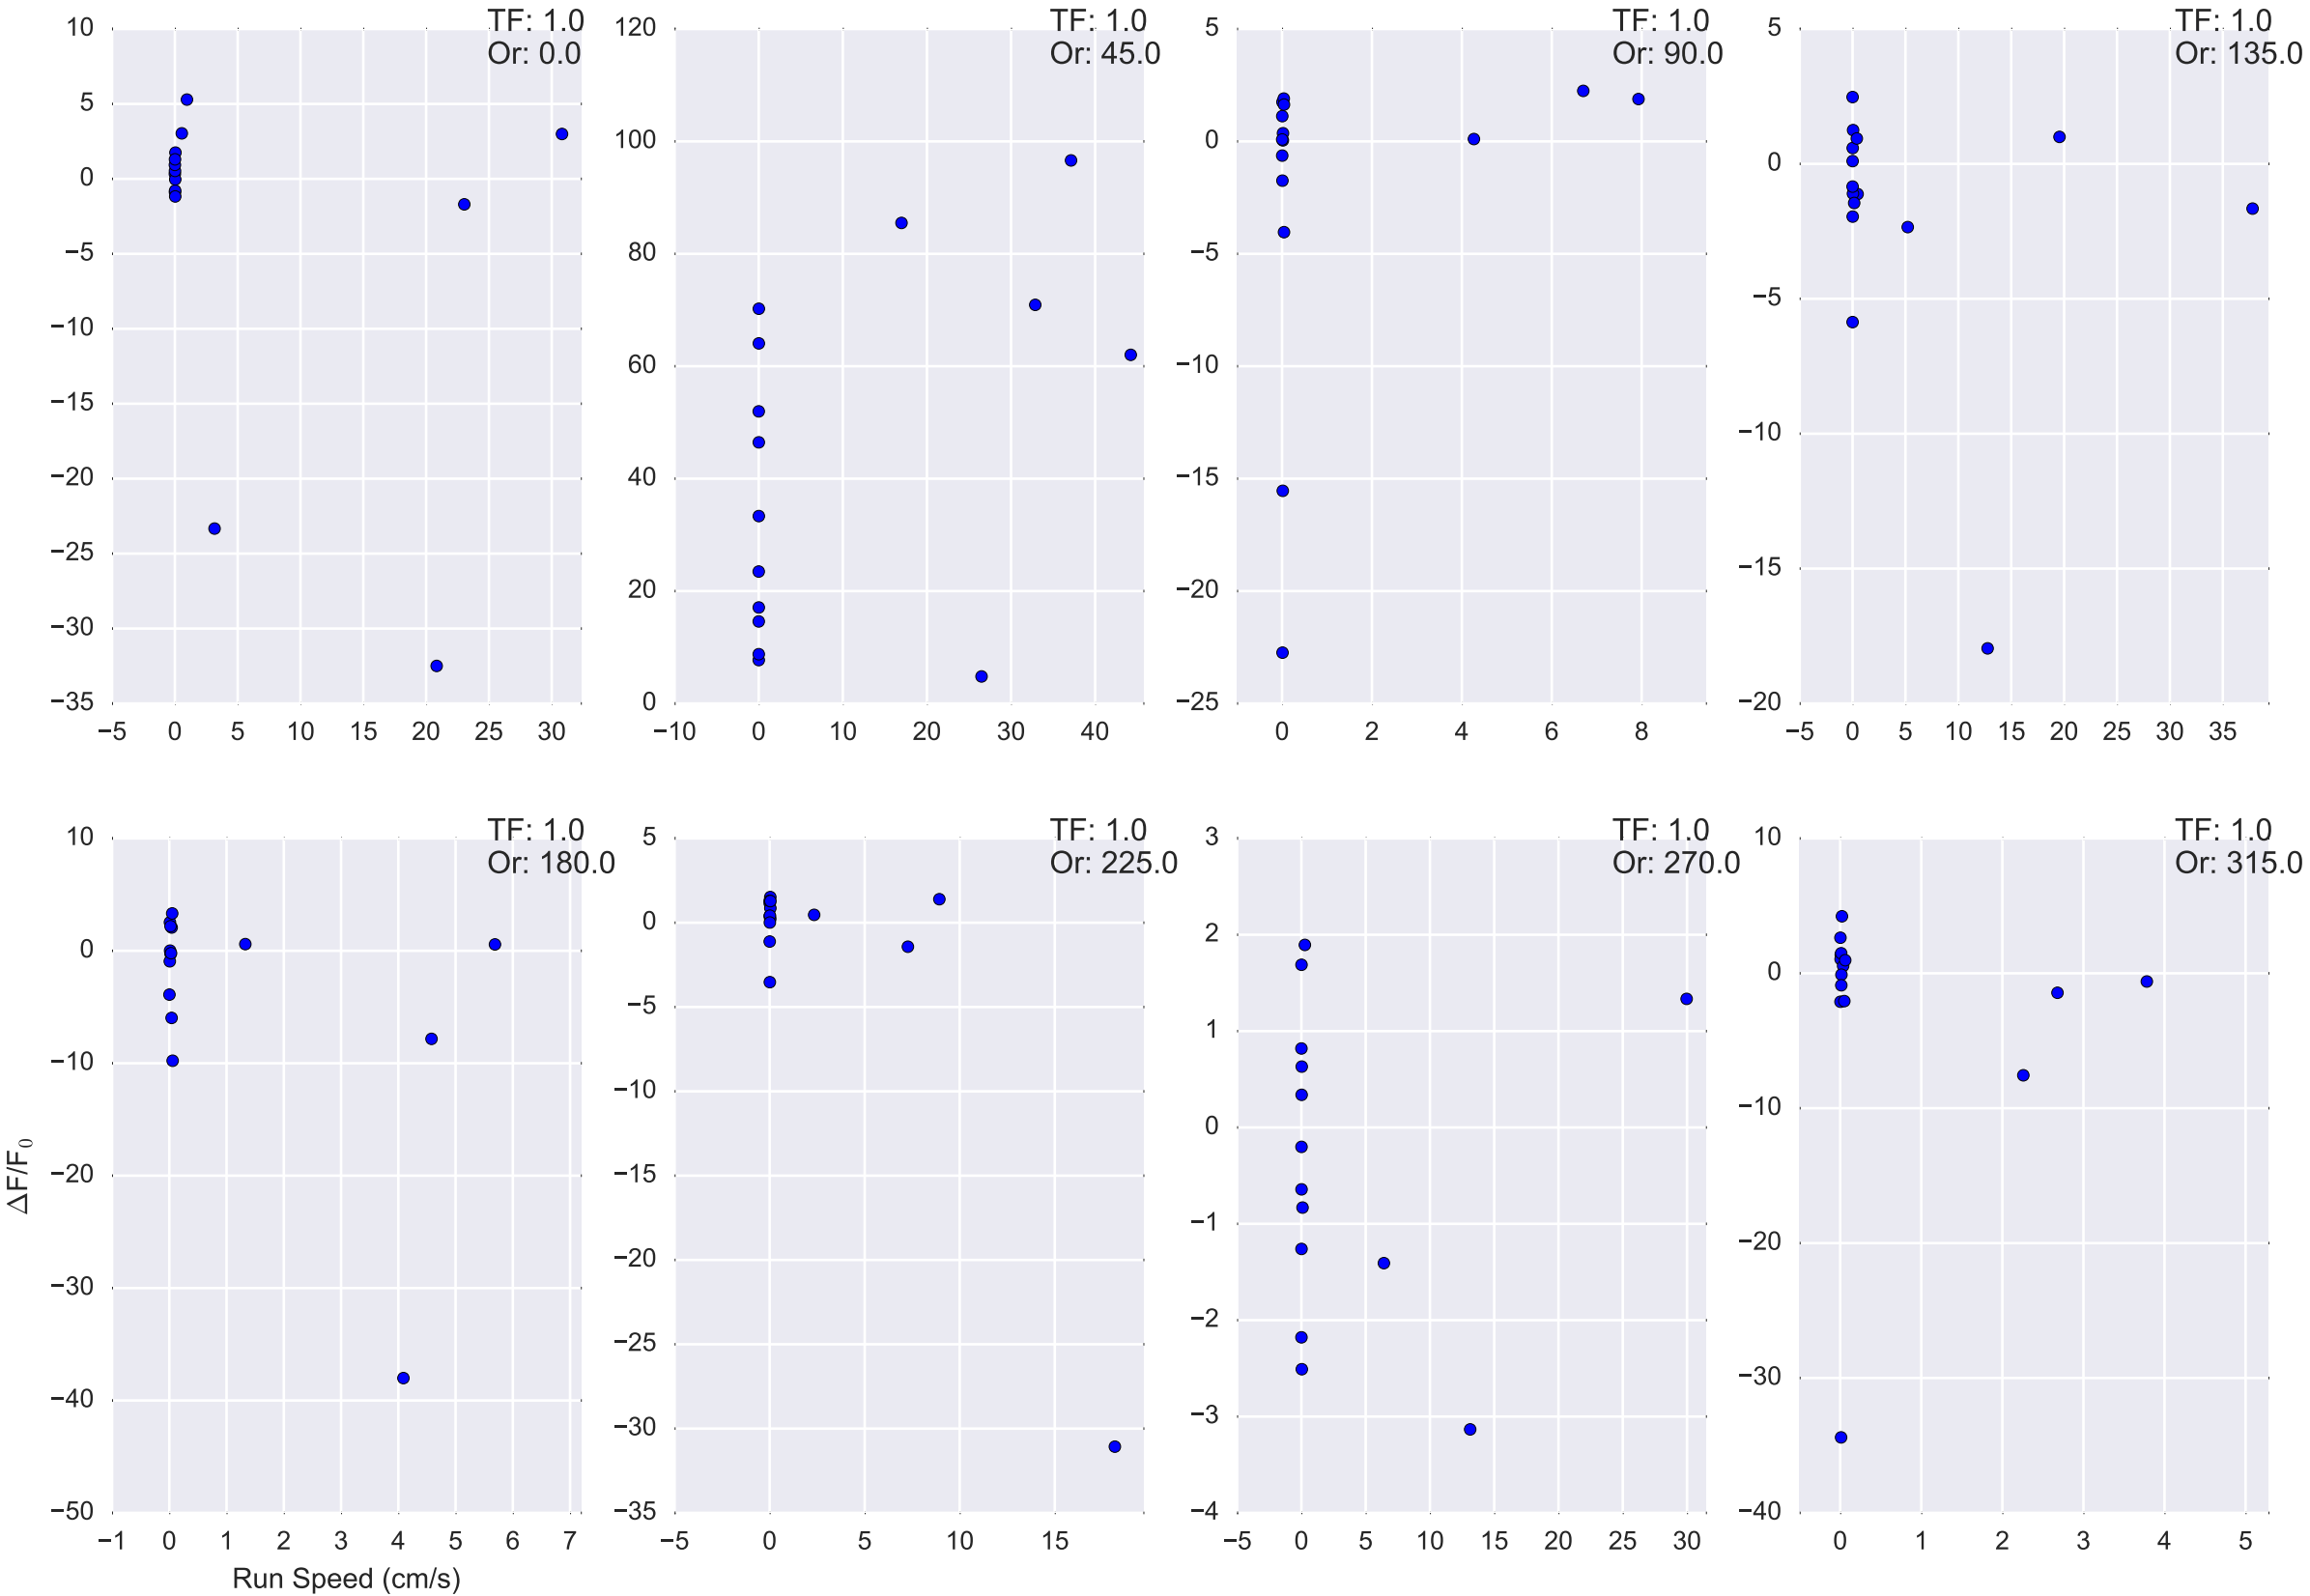 TF: 1.0
Or: 0.0
10
5
0
−5
−10
−15
−20
−25
−30
−35
−5 0 5 10 15 20 25 30
TF: 1.0
Or: 45.0
120
100
80
60
40
20
0
−10 0 10 20 30 40
TF: 1.0
Or: 90.0
5
0
−5
−10
−15
−20
−25
0 2 4 6 8
TF: 1.0
Or: 135.0
5
0
−5
−10
−15
−20
−5 0 5 10 15 20 25 30 35
TF: 1.0
Or: 180.0
10
0
−10
−20
−30
−40
−50
−1 0 1 2 3 4 5 6 7
ΔF/F₀
Run Speed (cm/s)
TF: 1.0
Or: 225.0
5
0
−5
−10
−15
−20
−25
−30
−35
−5 0 5 10 15
TF: 1.0
Or: 270.0
3
2
1
0
−1
−2
−3
−4
−5 0 5 10 15 20 25 30
TF: 1.0
Or: 315.0
10
0
−10
−20
−30
−40
0 1 2 3 4 5